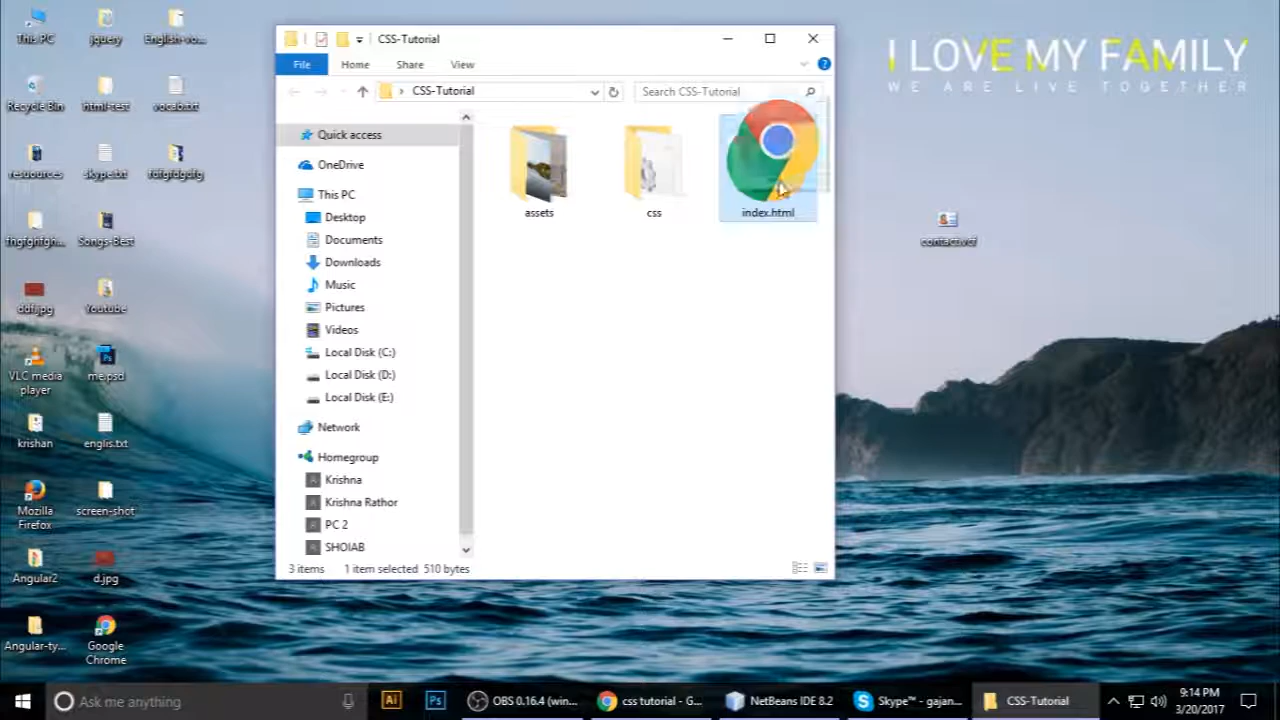 This PC
jquery
English-vo...
Recycle Bin
html-test
vocab.txt
resources
skype.txt
Songs-Best
ddf.jpg
Youtube
VLC media
player
me.psd
krishan
englis.txt
Mozilla
Firefox
screen-shot
Angular2
d.jpg
Angular-ty...
Google
Chrome
CSS-Tutorial
File
Home
Share
View
CSS-Tutorial
Search CSS-Tutorial
Quick access
OneDrive
This PC
Desktop
Documents
Downloads
Music
Pictures
Videos
Local Disk (C:)
Local Disk (D:)
Local Disk (E:)
Network
Homegroup
Krishna
Krishna Rathor
PC 2
SHOIAB
assets
css
index.html
3 items
1 item selected 510 bytes
I LOVE MY FAMILY
WE ARE LIVE TOGETHER
contact.vcf
Ask me anything
Ai
Ps
OBS 0.16.4 (win...
css tutorial - G...
NetBeans IDE 8.2
Skype™ - gajan...
CSS-Tutorial
9:14 PM
3/20/2017